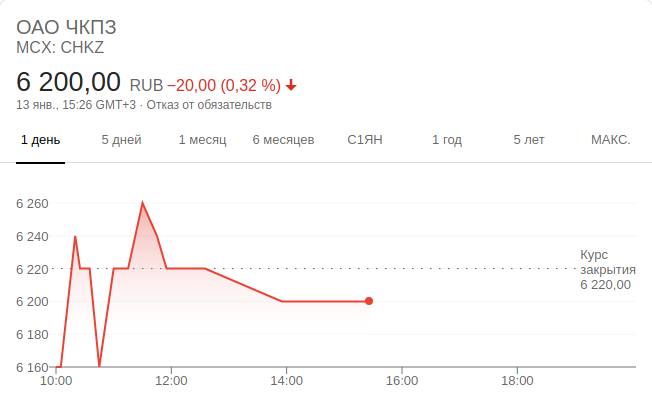 ОАО ЧКПЗ
MCX: CHKZ
6 200,00 RUB −20,00 (0,32 %)
13 янв., 15:26 GMT+3 · Отказ от обязательств
1 день 5 дней 1 месяц 6 месяцев С1ЯН 1 год 5 лет МАКС.
6 260
6 240
6 220
6 200
6 180
6 160
Курс
закрытия
6 220,00
10:00 12:00 14:00 16:00 18:00